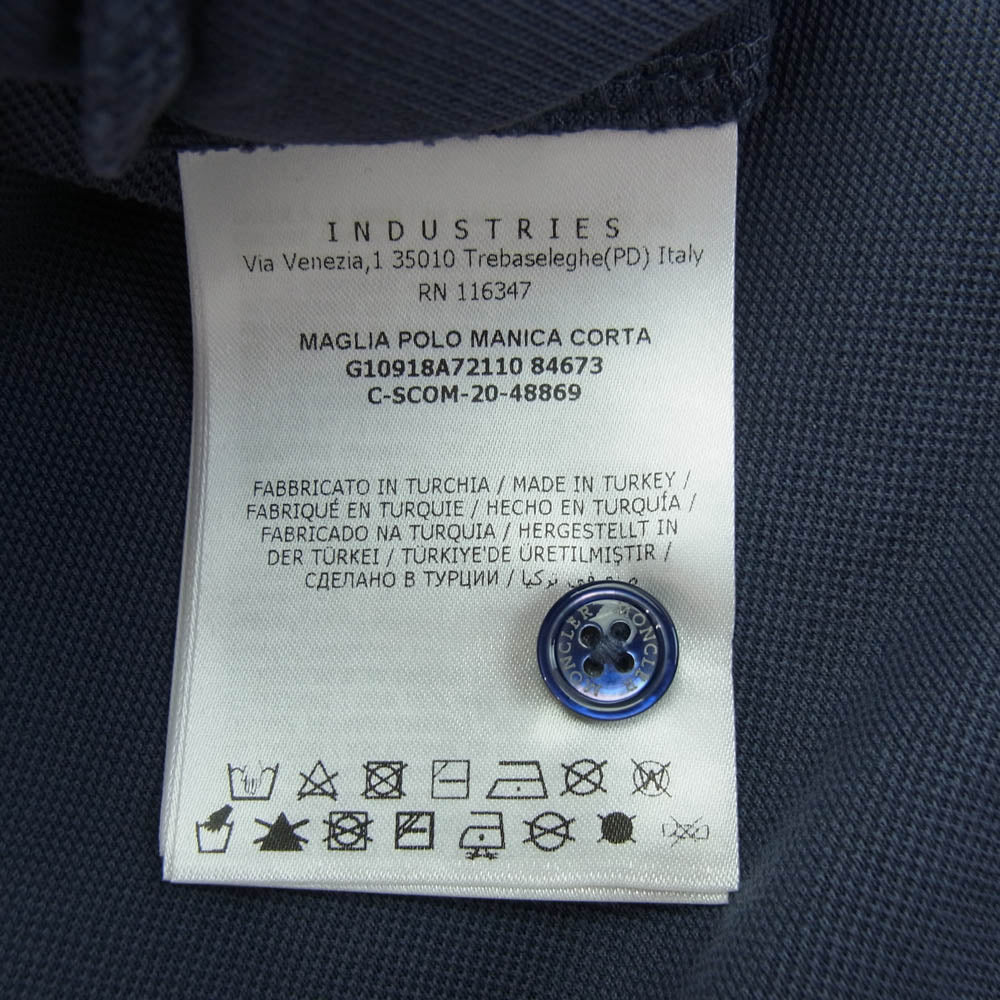 INDUSTRIES
Via Venezia,1 35010 Trebaseleghe(PD) Italy
RN 116347
MAGLIA POLO MANICA CORTA
G10918A72110 84673
C-SCOM-20-48869
FABBRICATO IN TURCHIA / MADE IN TURKEY /
FABRIQUÉ EN TURQUIE / HECHO EN TURQUÍA /
FABRICADO NA TURQUIA / HERGESTELLT IN
DER TÜRKEI / TÜRKIYE'DE ÜRETILMIŞTIR /
СДЕЛАНО В ТУРЦИИ / في تركيا
MONCLER MONCLER
W